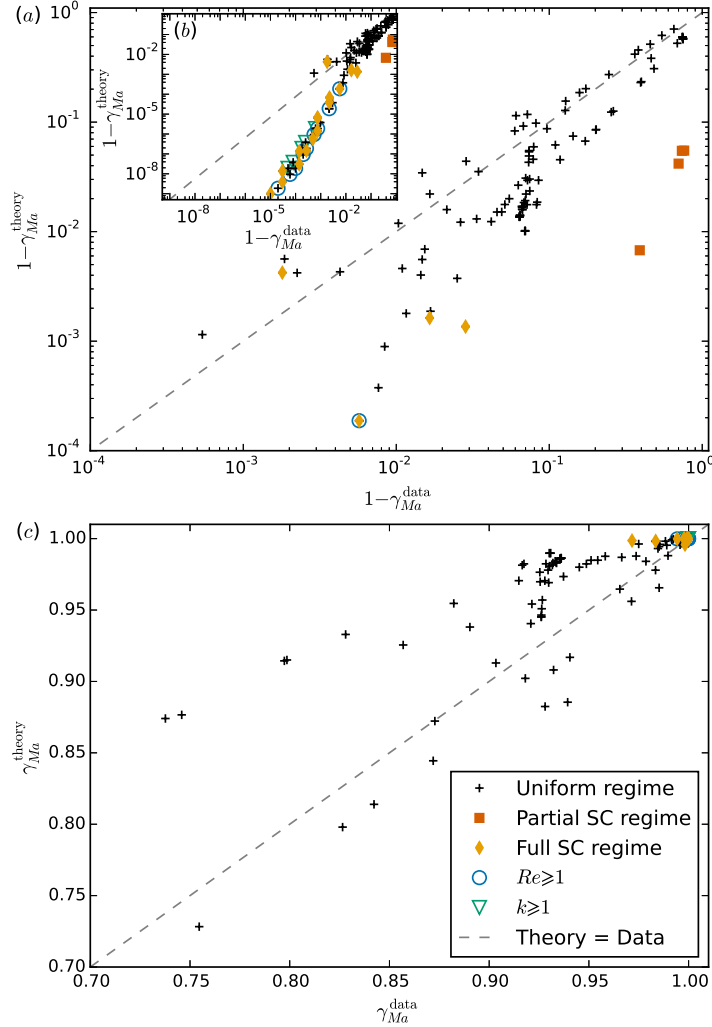 (a)
10^0
10^-1
10^-2
10^-3
10^-4
1−γ_Ma^theory
10^-4
10^-3
10^-2
10^-1
10^0
1−γ_Ma^data
(b)
10^-2
10^-5
10^-8
1−γ_Ma^theory
10^-8
10^-5
10^-2
1−γ_Ma^data
(c)
1.00
0.95
0.90
0.85
0.80
0.75
0.70
γ_Ma^theory
0.70
0.75
0.80
0.85
0.90
0.95
1.00
γ_Ma^data
Uniform regime
Partial SC regime
Full SC regime
Re⩾1
k⩾1
Theory = Data